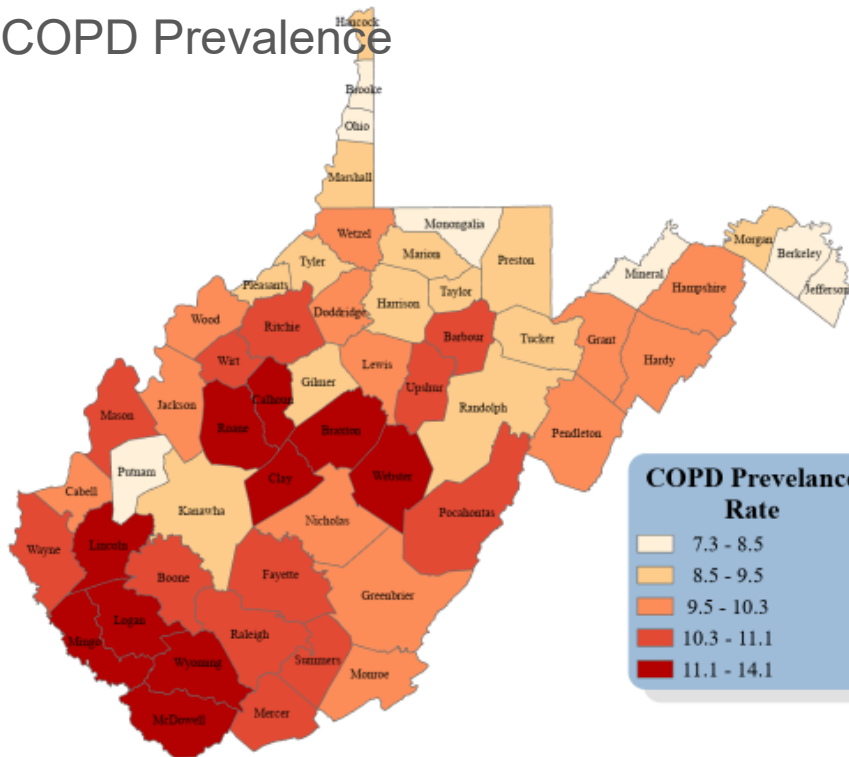 COPD Prevalence
Hancock
Brooke
Ohio
Marshall
Wetzel
Monongalia
Marion
Preston
Morgan
Berkeley
Jefferson
Mineral
Hampshire
Tyler
Pleasants
Harrison
Taylor
Doddridge
Wood
Ritchie
Barbour
Tucker
Grant
Hardy
Wirt
Lewis
Gilmer
Upshur
Calhoun
Randolph
Jackson
Mason
Roane
Braxton
Pendleton
Putnam
Clay
Webster
Cabell
Kanawha
Nicholas
Pocahontas
Wayne
Lincoln
Boone
Fayette
Greenbrier
Logan
Raleigh
Mingo
Wyoming
Summers
Monroe
McDowell
Mercer
COPD Prevelance
Rate
7.3 - 8.5
8.5 - 9.5
9.5 - 10.3
10.3 - 11.1
11.1 - 14.1